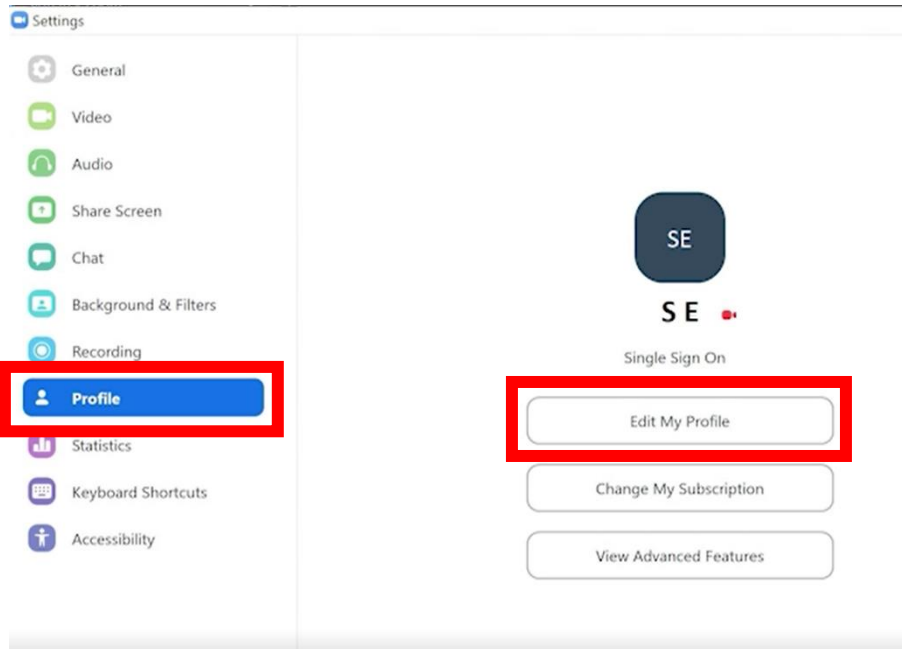 Settings
General
Video
Audio
Share Screen
Chat
Background & Filters
Recording
Profile
Statistics
Keyboard Shortcuts
Accessibility
SE
S E
Single Sign On
Edit My Profile
Change My Subscription
View Advanced Features